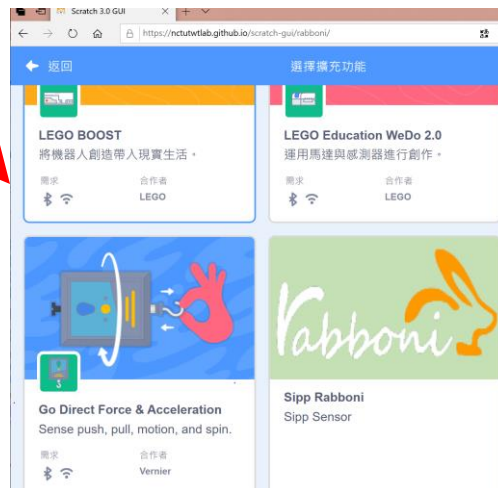 Scratch 3.0 GUI
https://nctutwtlab.github.io/scratch-gui/rabboni/
返回
選擇擴充功能
LEGO BOOST
將機器人創造帶入現實生活。
需求 合作者
LEGO
LEGO Education WeDo 2.0
運用馬達與感測器進行創作。
需求 合作者
LEGO
Go Direct Force & Acceleration
Sense push, pull, motion, and spin.
需求 合作者
Vernier
rabboni
Sipp Rabboni
Sipp Sensor